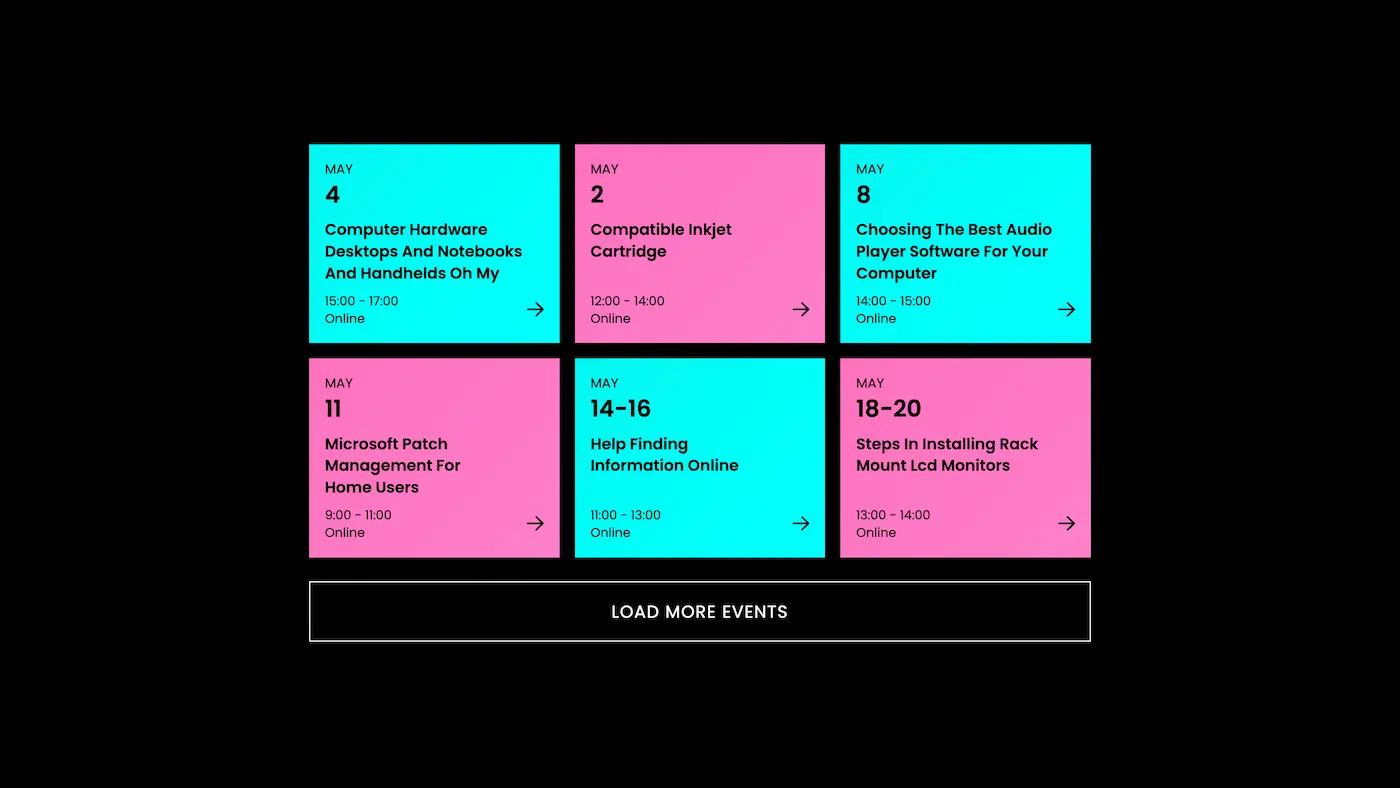 MAY
4
Computer Hardware
Desktops And Notebooks
And Handhelds Oh My
15:00 - 17:00
Online
MAY
2
Compatible Inkjet
Cartridge
12:00 - 14:00
Online
MAY
8
Choosing The Best Audio
Player Software For Your
Computer
14:00 - 15:00
Online
MAY
11
Microsoft Patch
Management For
Home Users
9:00 - 11:00
Online
MAY
14-16
Help Finding
Information Online
11:00 - 13:00
Online
MAY
18-20
Steps In Installing Rack
Mount Lcd Monitors
13:00 - 14:00
Online
LOAD MORE EVENTS